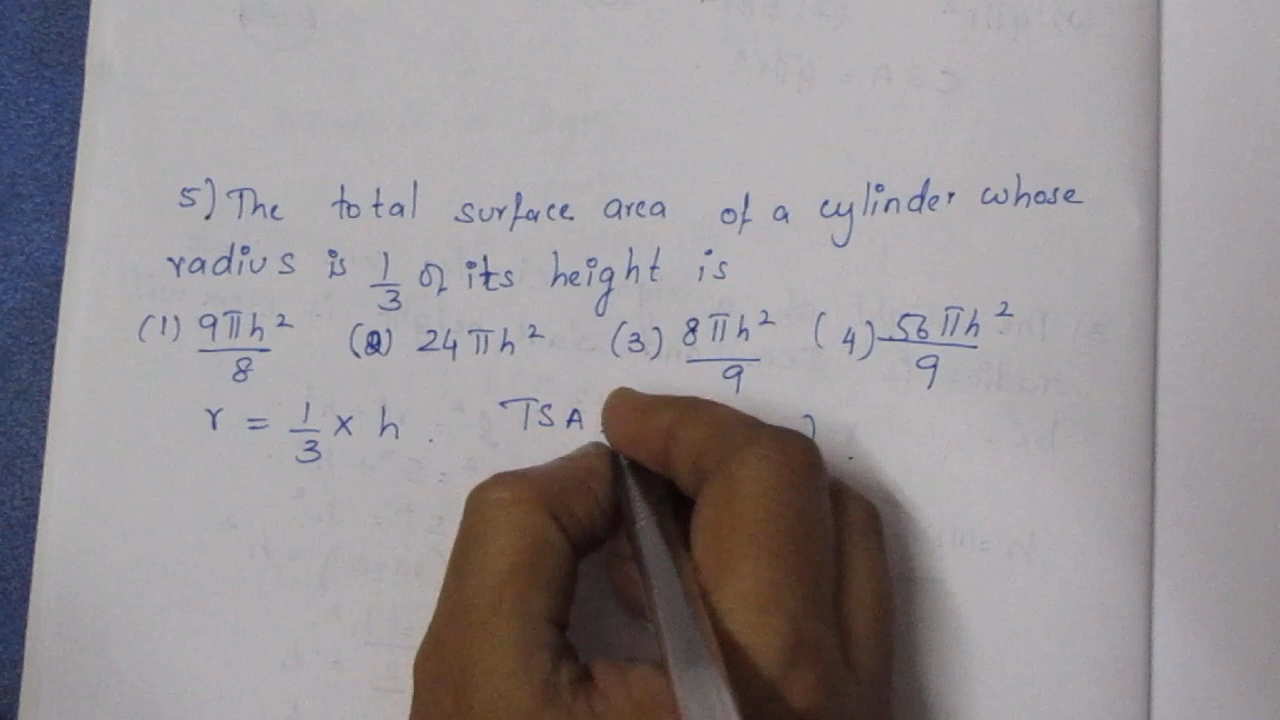 5) The total surface area of a cylinder whose
radius is 1/3 of its height is
(1) 9πh²/8 (2) 24πh² (3) 8πh²/9 (4) 56πh²/9
r = 1/3 × h. TSA